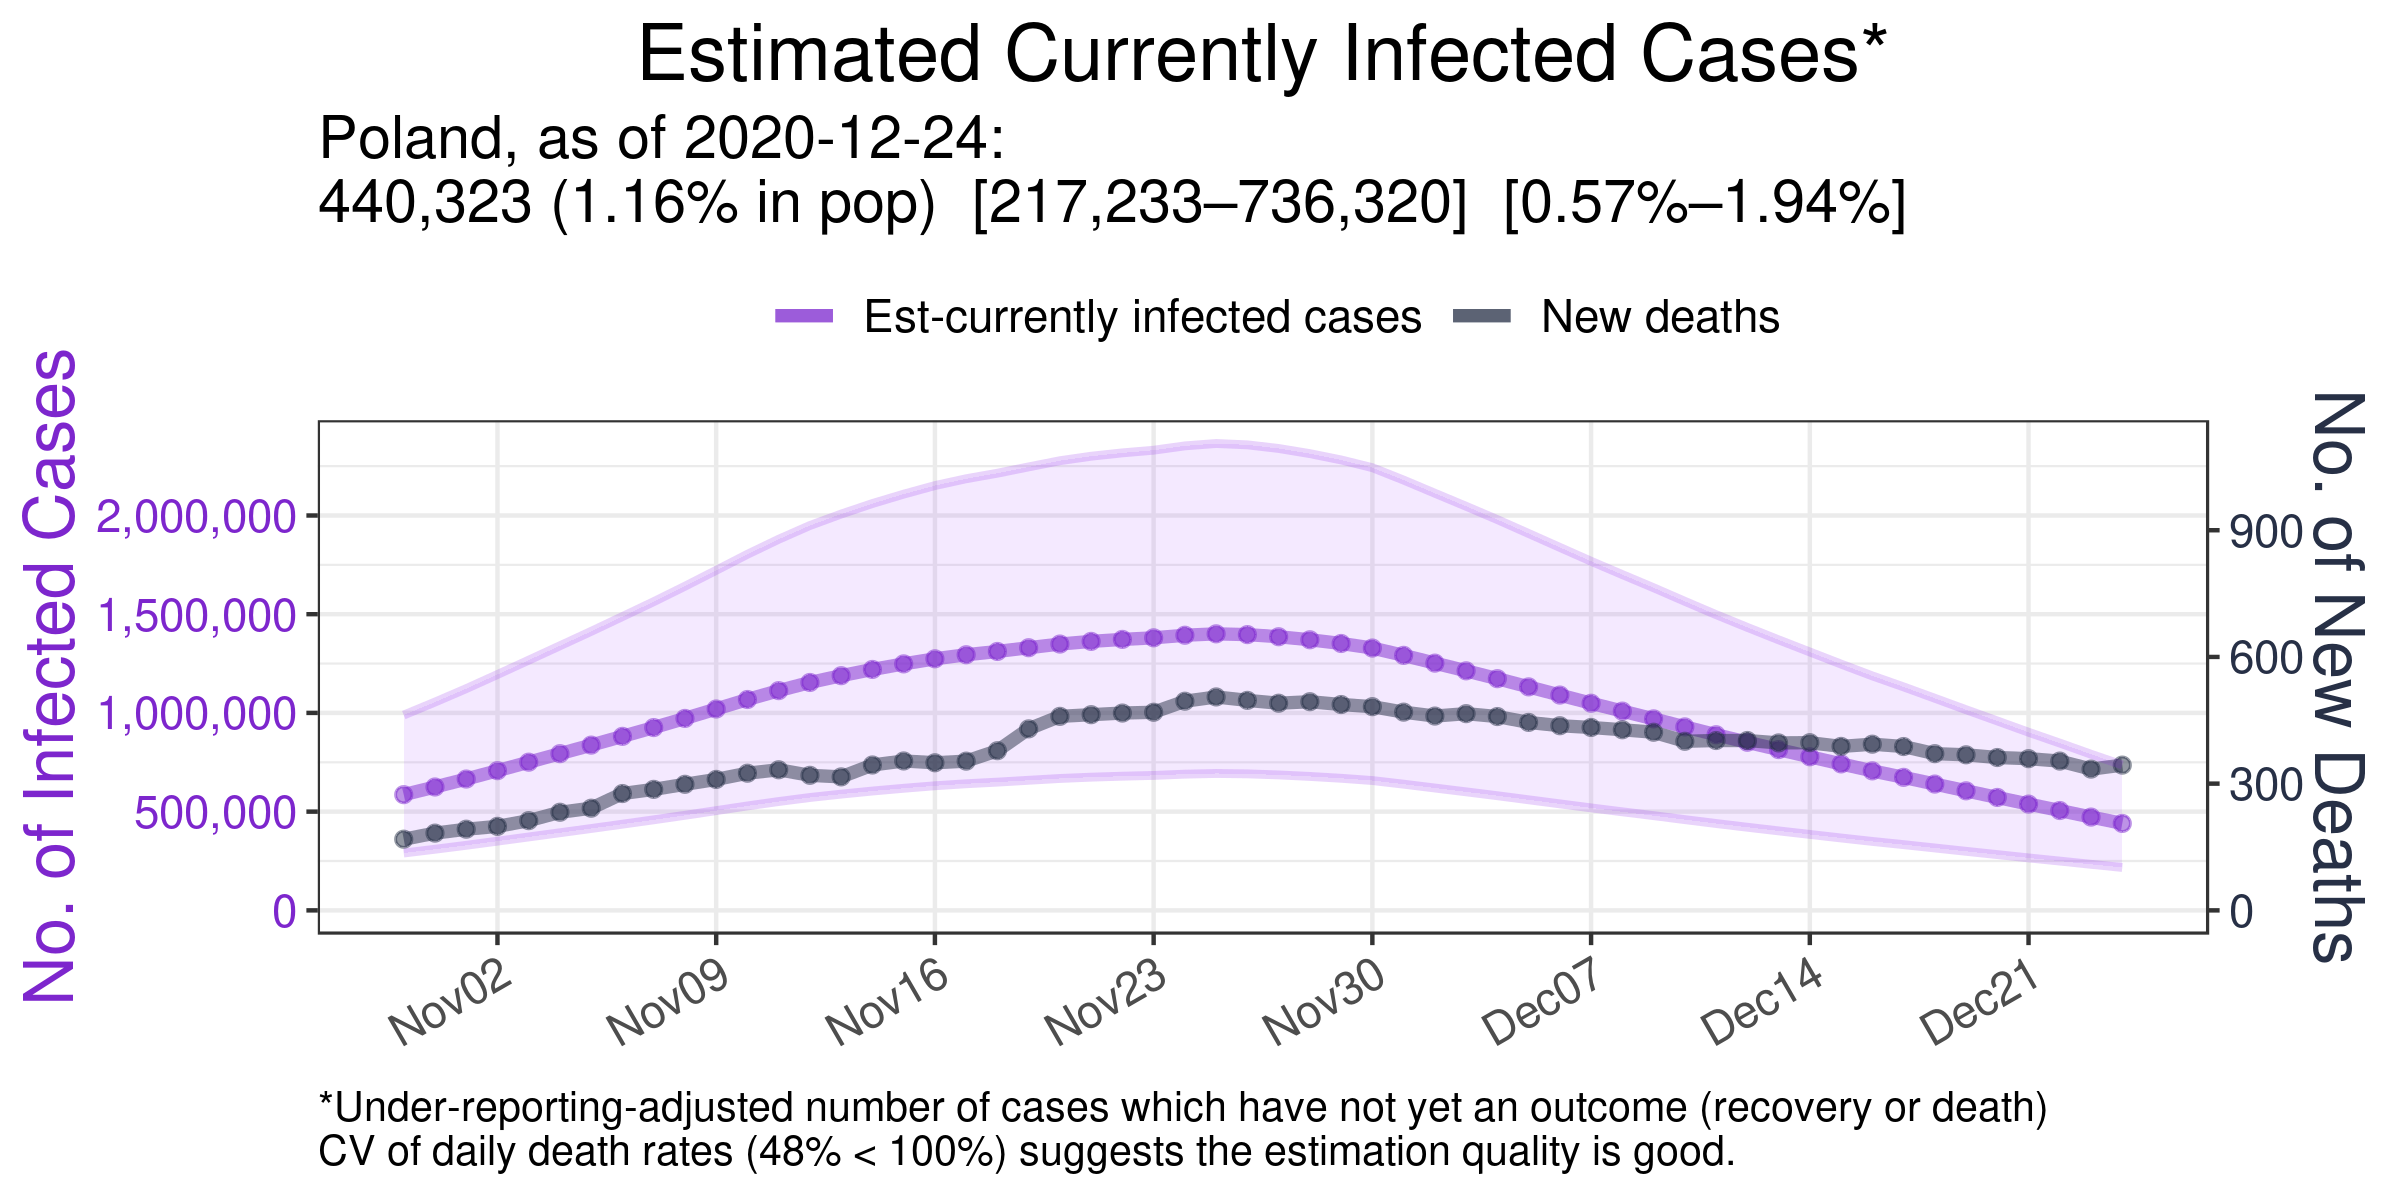 Estimated Currently Infected Cases*
Poland, as of 2020-12-24:
440,323 (1.16% in pop)  [217,233–736,320]  [0.57%–1.94%]
Est-currently infected cases
New deaths
No. of Infected Cases
2,000,000
1,500,000
1,000,000
500,000
0
No. of New Deaths
900
600
300
0
Nov02
Nov09
Nov16
Nov23
Nov30
Dec07
Dec14
Dec21
*Under-reporting-adjusted number of cases which have not yet an outcome (recovery or death)
CV of daily death rates (48% < 100%) suggests the estimation quality is good.